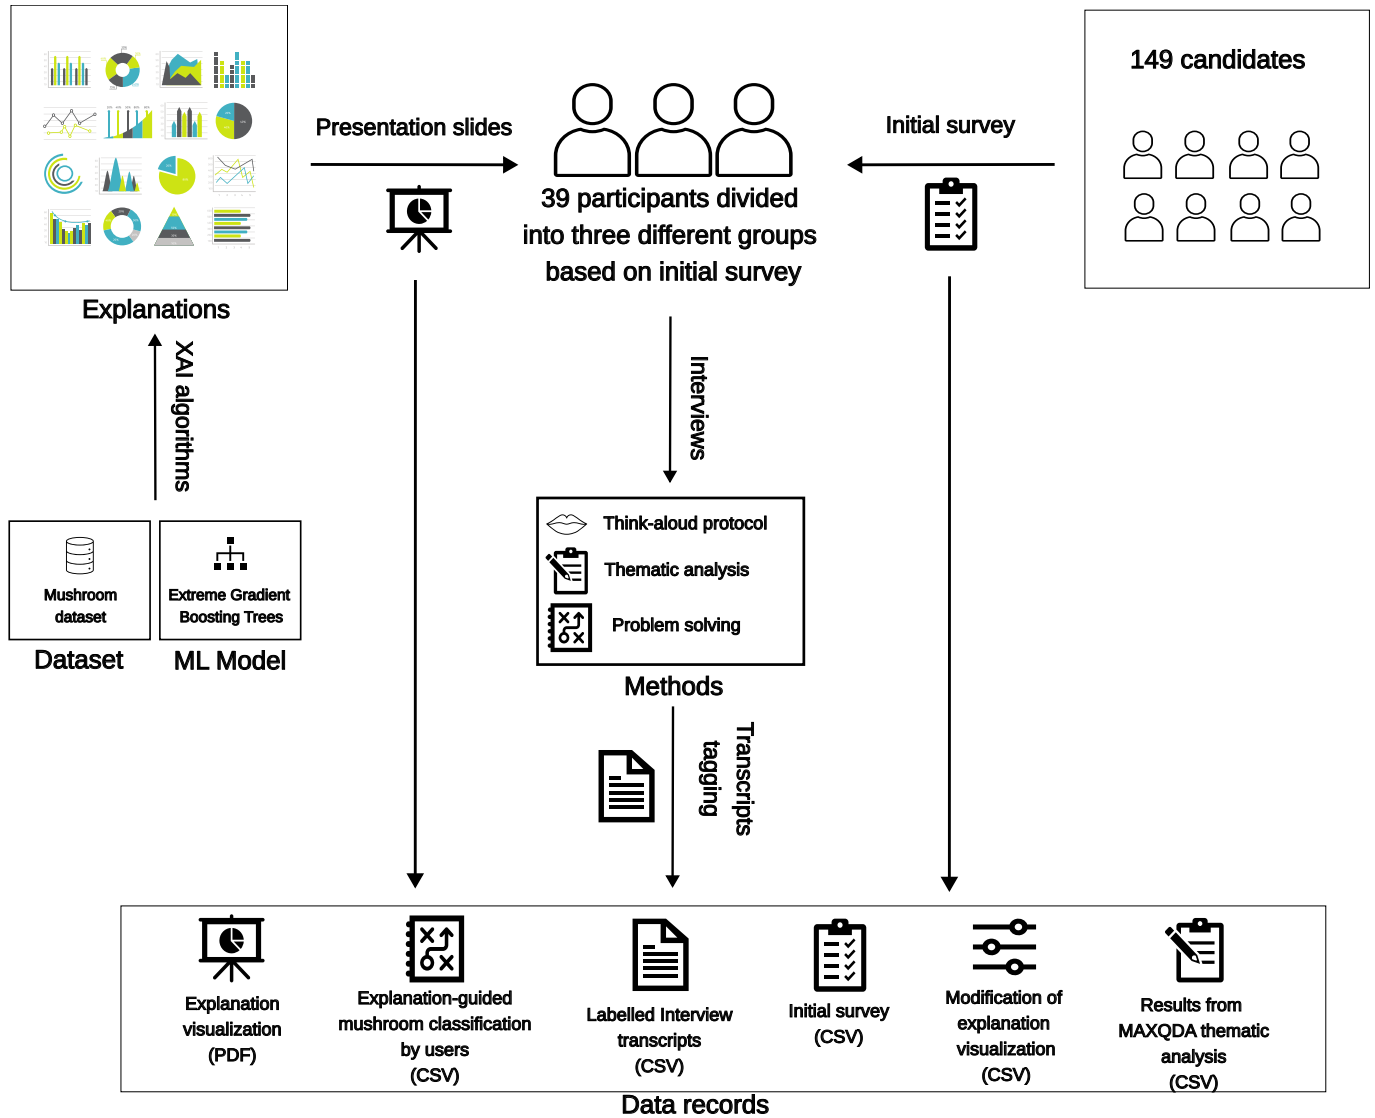 149 candidates
Presentation slides
Initial survey
39 participants divided
into three different groups
based on initial survey
Explanations
XAI algorithms
Interviews
Mushroom
dataset
Dataset
Extreme Gradient
Boosting Trees
ML Model
Think-aloud protocol
Thematic analysis
Problem solving
Methods
Transcripts
tagging
Explanation
visualization
(PDF)
Explanation-guided
mushroom classification
by users
(CSV)
Labelled Interview
transcripts
(CSV)
Initial survey
(CSV)
Modification of
explanation
visualization
(CSV)
Results from
MAXQDA thematic
analysis
(CSV)
Data records